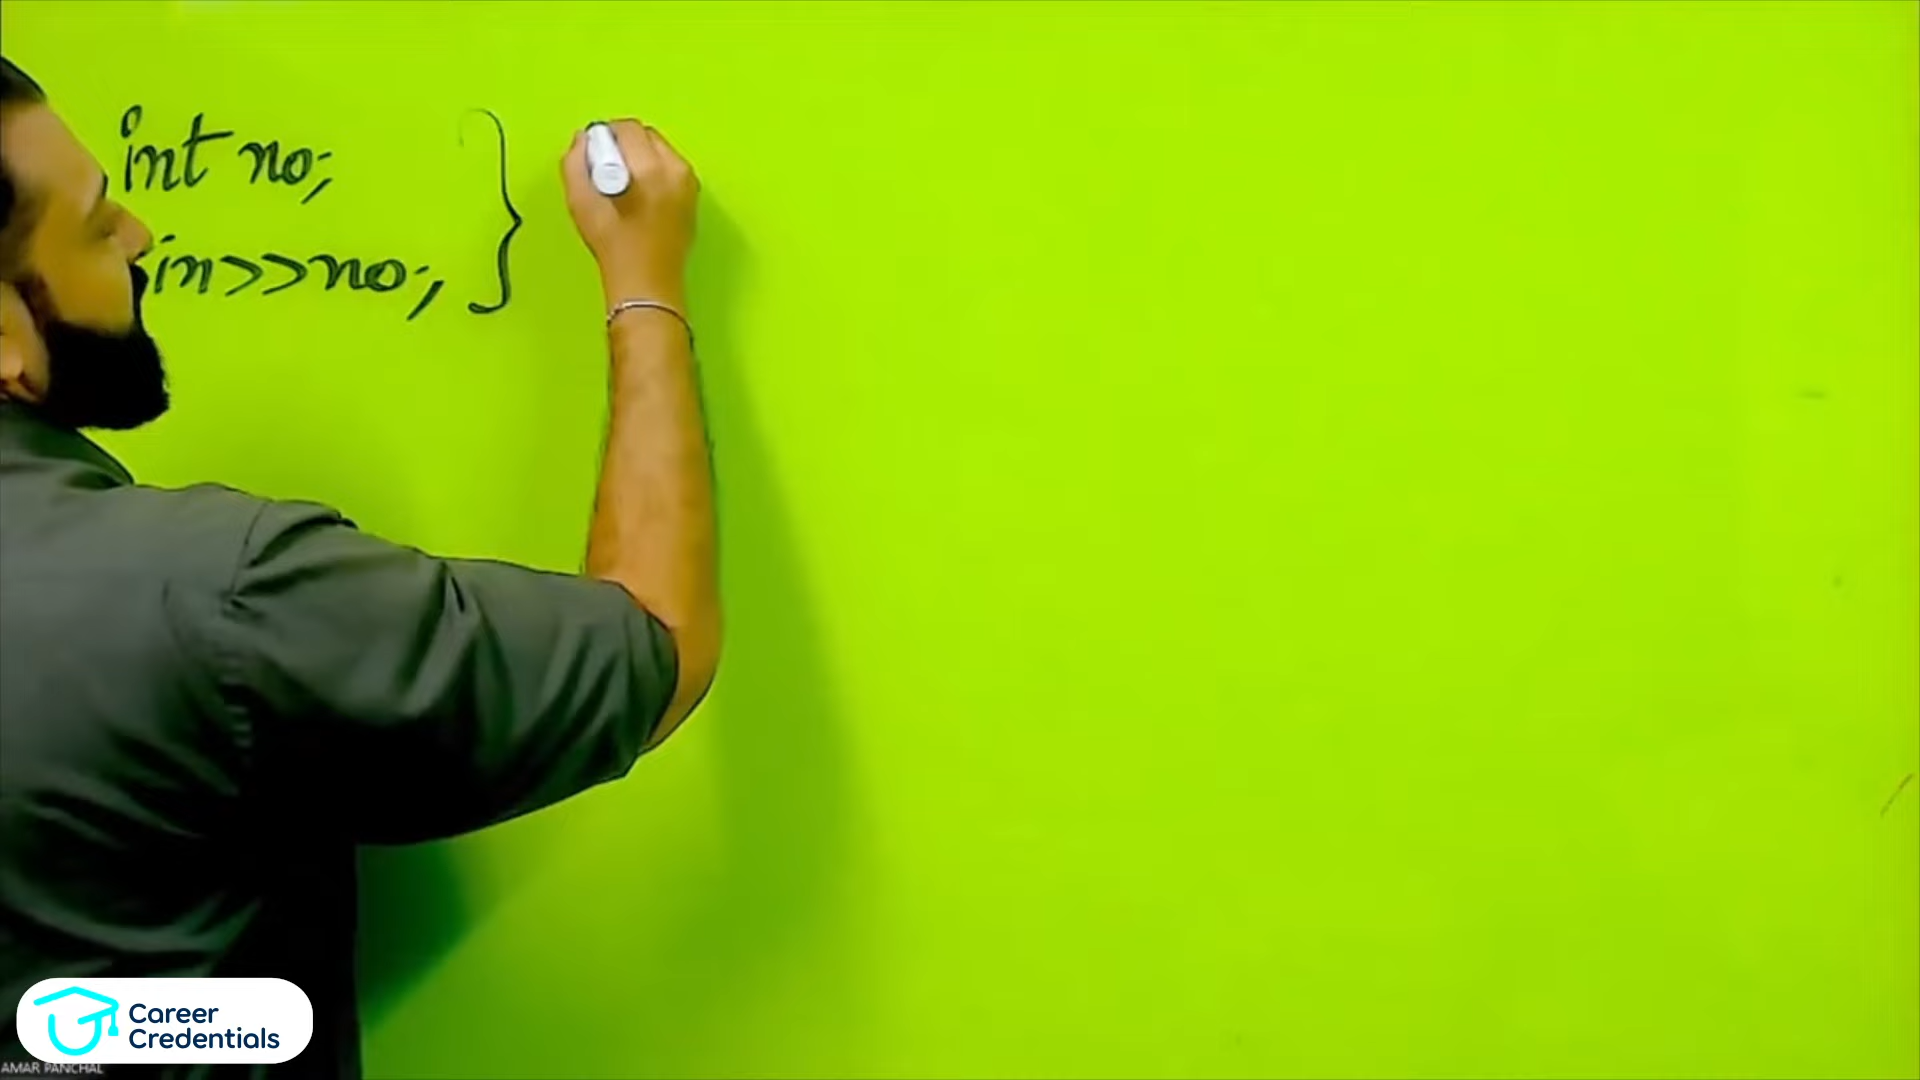 int no;
in>>no;
Career
Credentials
AMAR PANCHAL